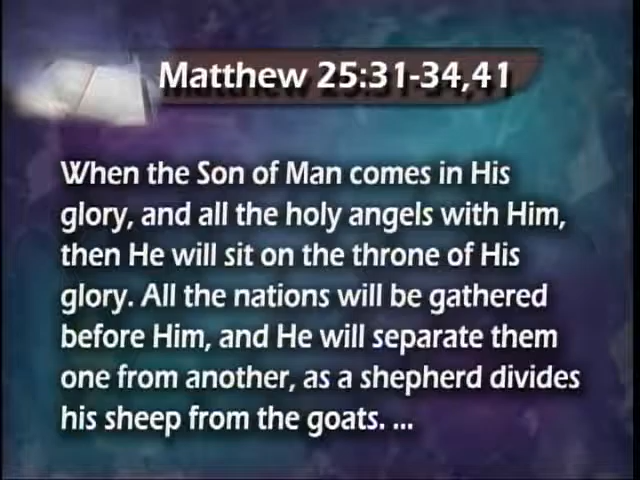 Matthew 25:31-34,41
When the Son of Man comes in His
glory, and all the holy angels with Him,
then He will sit on the throne of His
glory. All the nations will be gathered
before Him, and He will separate them
one from another, as a shepherd divides
his sheep from the goats. ...